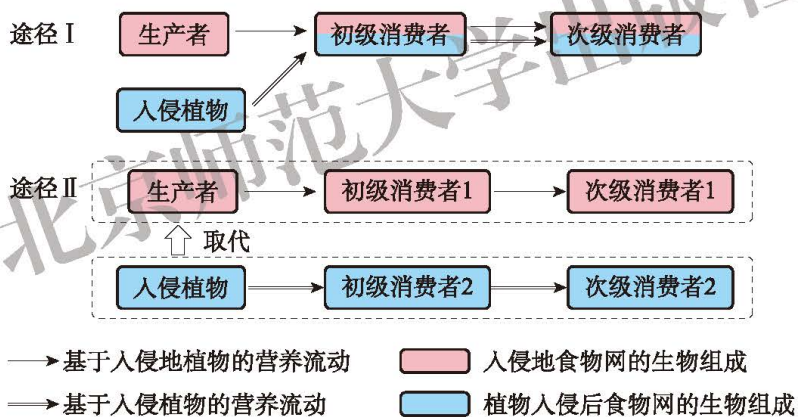 途径Ⅰ
生产者
初级消费者
次级消费者
入侵植物
途径Ⅱ
生产者
初级消费者1
次级消费者1
取代
入侵植物
初级消费者2
次级消费者2
基于入侵地植物的营养流动
入侵地食物网的生物组成
基于入侵植物的营养流动
植物入侵后食物网的生物组成
北京师范大学出版社